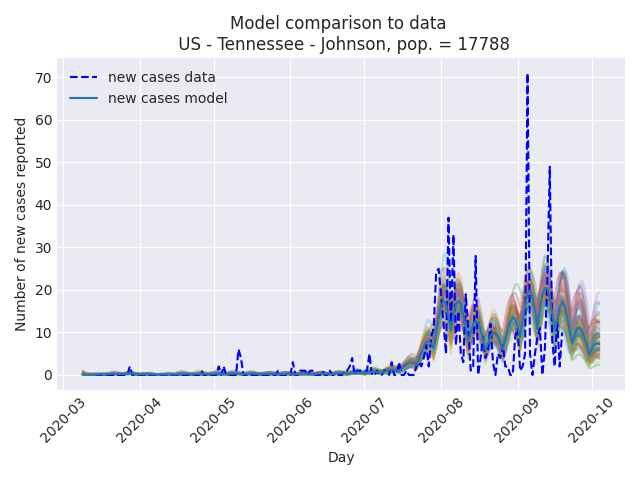 Model comparison to data
US - Tennessee - Johnson, pop. = 17788
new cases data
new cases model
Number of new cases reported
70
60
50
40
30
20
10
0
2020-03
2020-04
2020-05
2020-06
2020-07
2020-08
2020-09
2020-10
Day